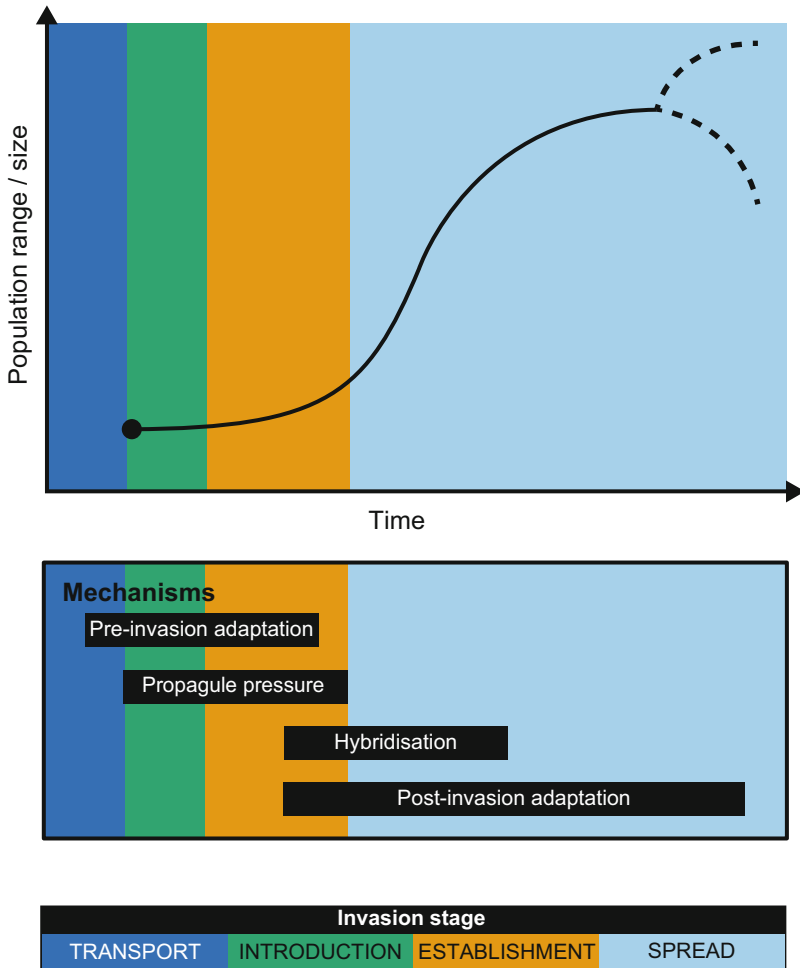 Population range / size
Time
Mechanisms
Pre-invasion adaptation
Propagule pressure
Hybridisation
Post-invasion adaptation
Invasion stage
TRANSPORT INTRODUCTION ESTABLISHMENT SPREAD